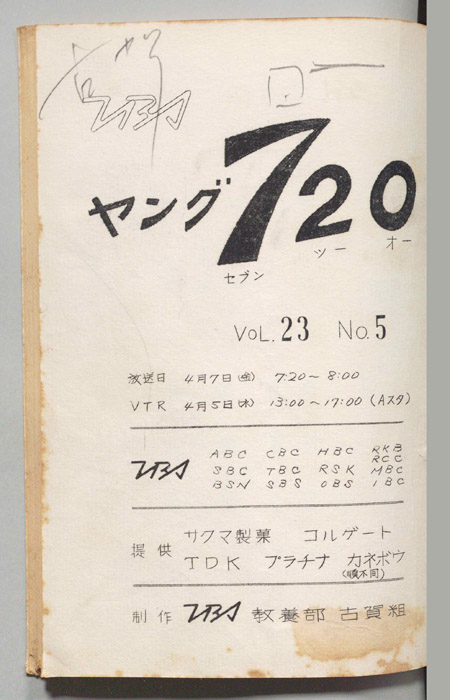 TBS
ヤング720
セブン ツー オー
VOL. 23 No. 5
放送日 4月7日(金) 7:20～8:00
VTR 4月5日(水) 13:00～17:00 (Aスタ)
TBS
ABC CBC HBC RKB
RCC
SBC TBC RSK MBC
BSN SBS OBS IBC
提供 サクマ製菓 コルゲート
TDK プラチナ カネボウ
(順不同)
制作 TBS 教養部 古賀組